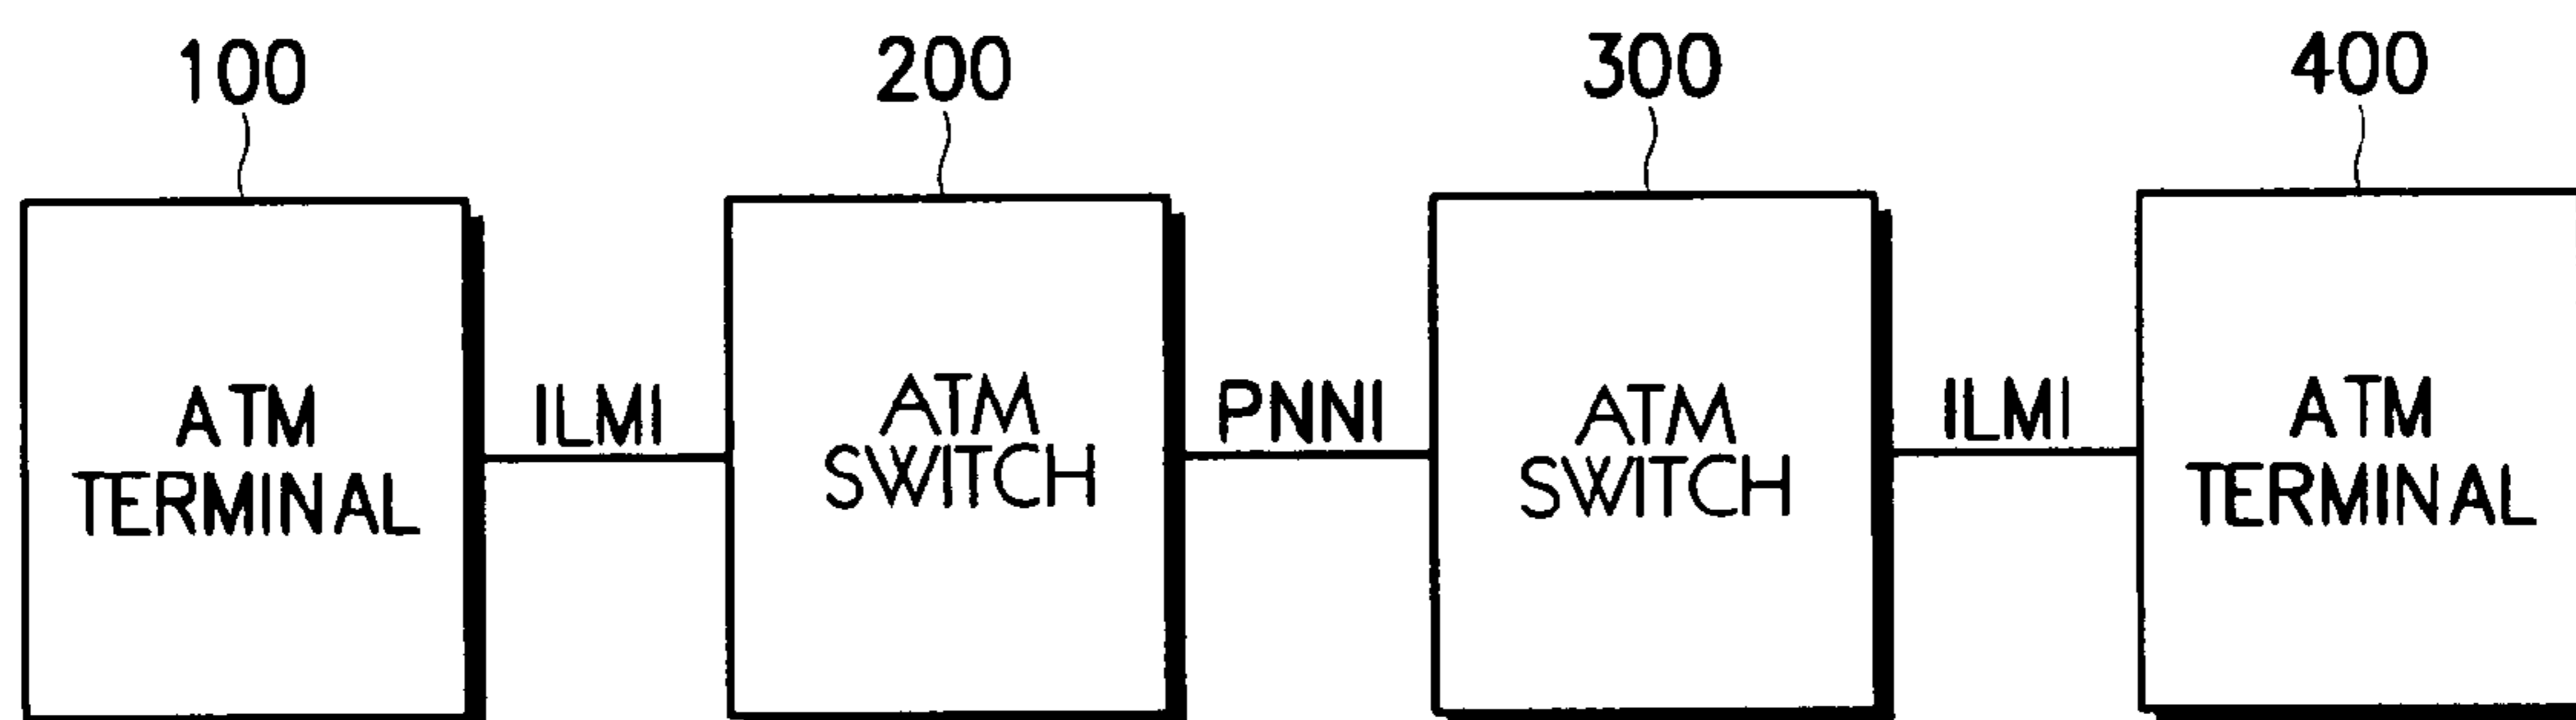 100
200
300
400
ATM
TERMINAL
ILMI
ATM
SWITCH
PNNI
ATM
SWITCH
ILMI
ATM
TERMINAL